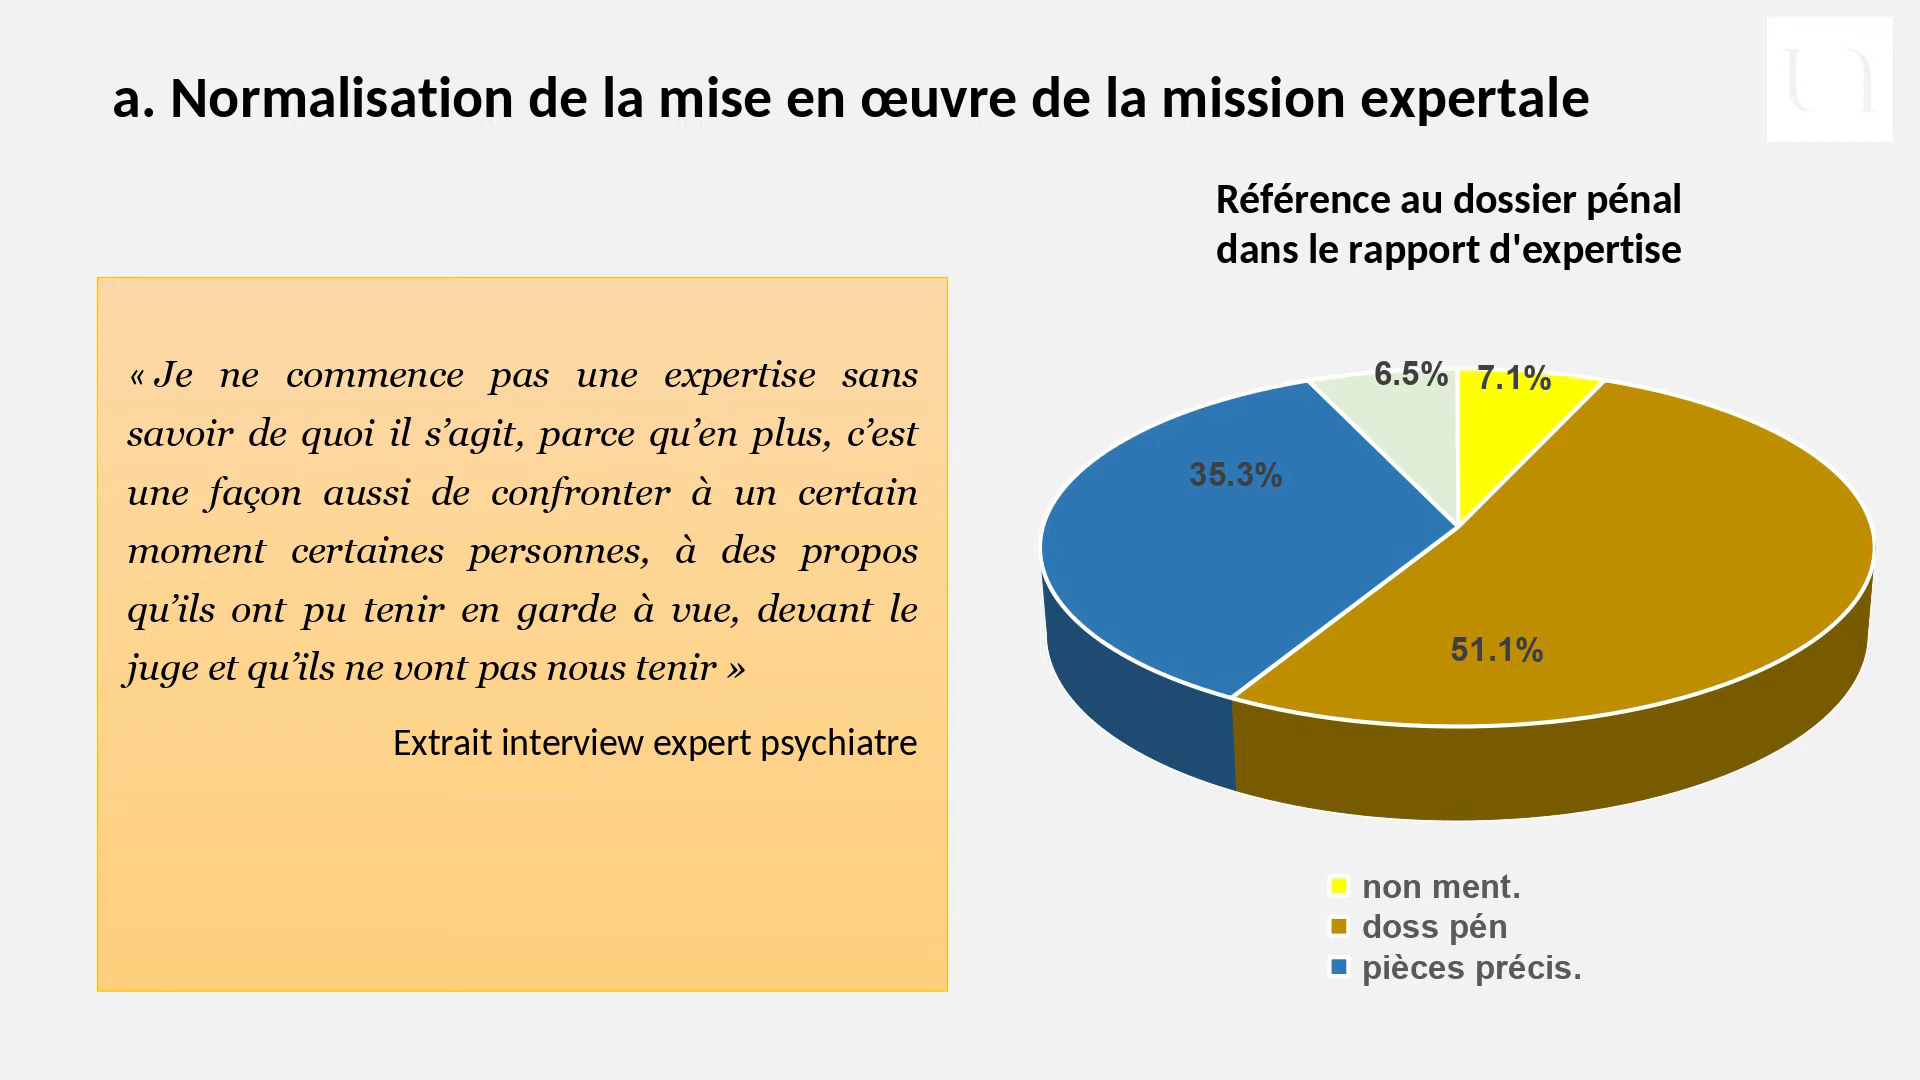 a. Normalisation de la mise en œuvre de la mission expertale
« Je ne commence pas une expertise sans
savoir de quoi il s’agit, parce qu’en plus, c’est
une façon aussi de confronter à un certain
moment certaines personnes, à des propos
qu’ils ont pu tenir en garde à vue, devant le
juge et qu’ils ne vont pas nous tenir »
Extrait interview expert psychiatre
Référence au dossier pénal
dans le rapport d'expertise
6.5%
7.1%
35.3%
51.1%
non ment.
doss pén
pièces précis.